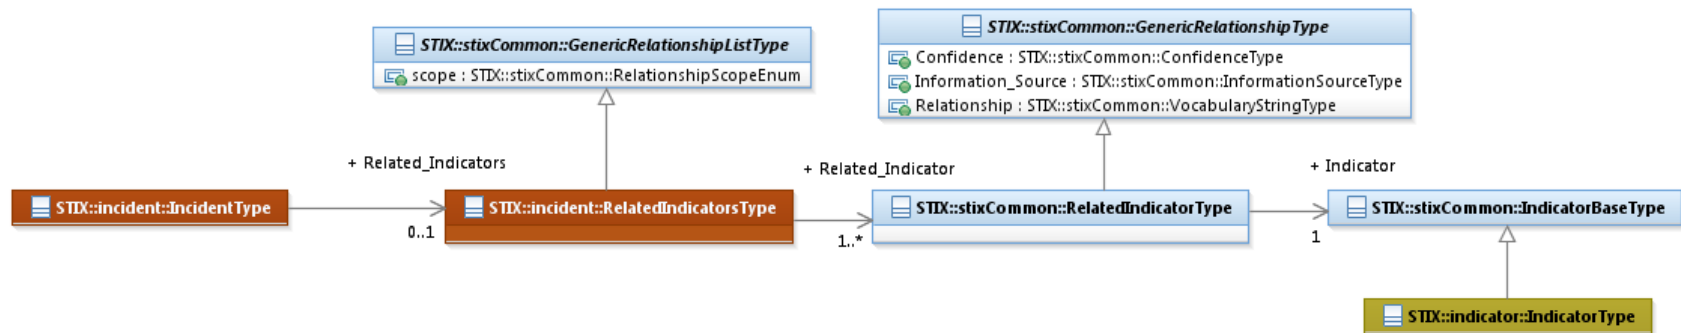 STIX::stixCommon::GenericRelationshipListType
scope : STIX::stixCommon::RelationshipScopeEnum
STIX::stixCommon::GenericRelationshipType
Confidence : STIX::stixCommon::ConfidenceType
Information_Source : STIX::stixCommon::InformationSourceType
Relationship : STIX::stixCommon::VocabularyStringType
+ Related_Indicators
+ Related_Indicator
+ Indicator
STIX::incident::IncidentType
STIX::incident::RelatedIndicatorsType
STIX::stixCommon::RelatedIndicatorType
STIX::stixCommon::IndicatorBaseType
0..1
1..*
1
STIX::indicator::IndicatorType